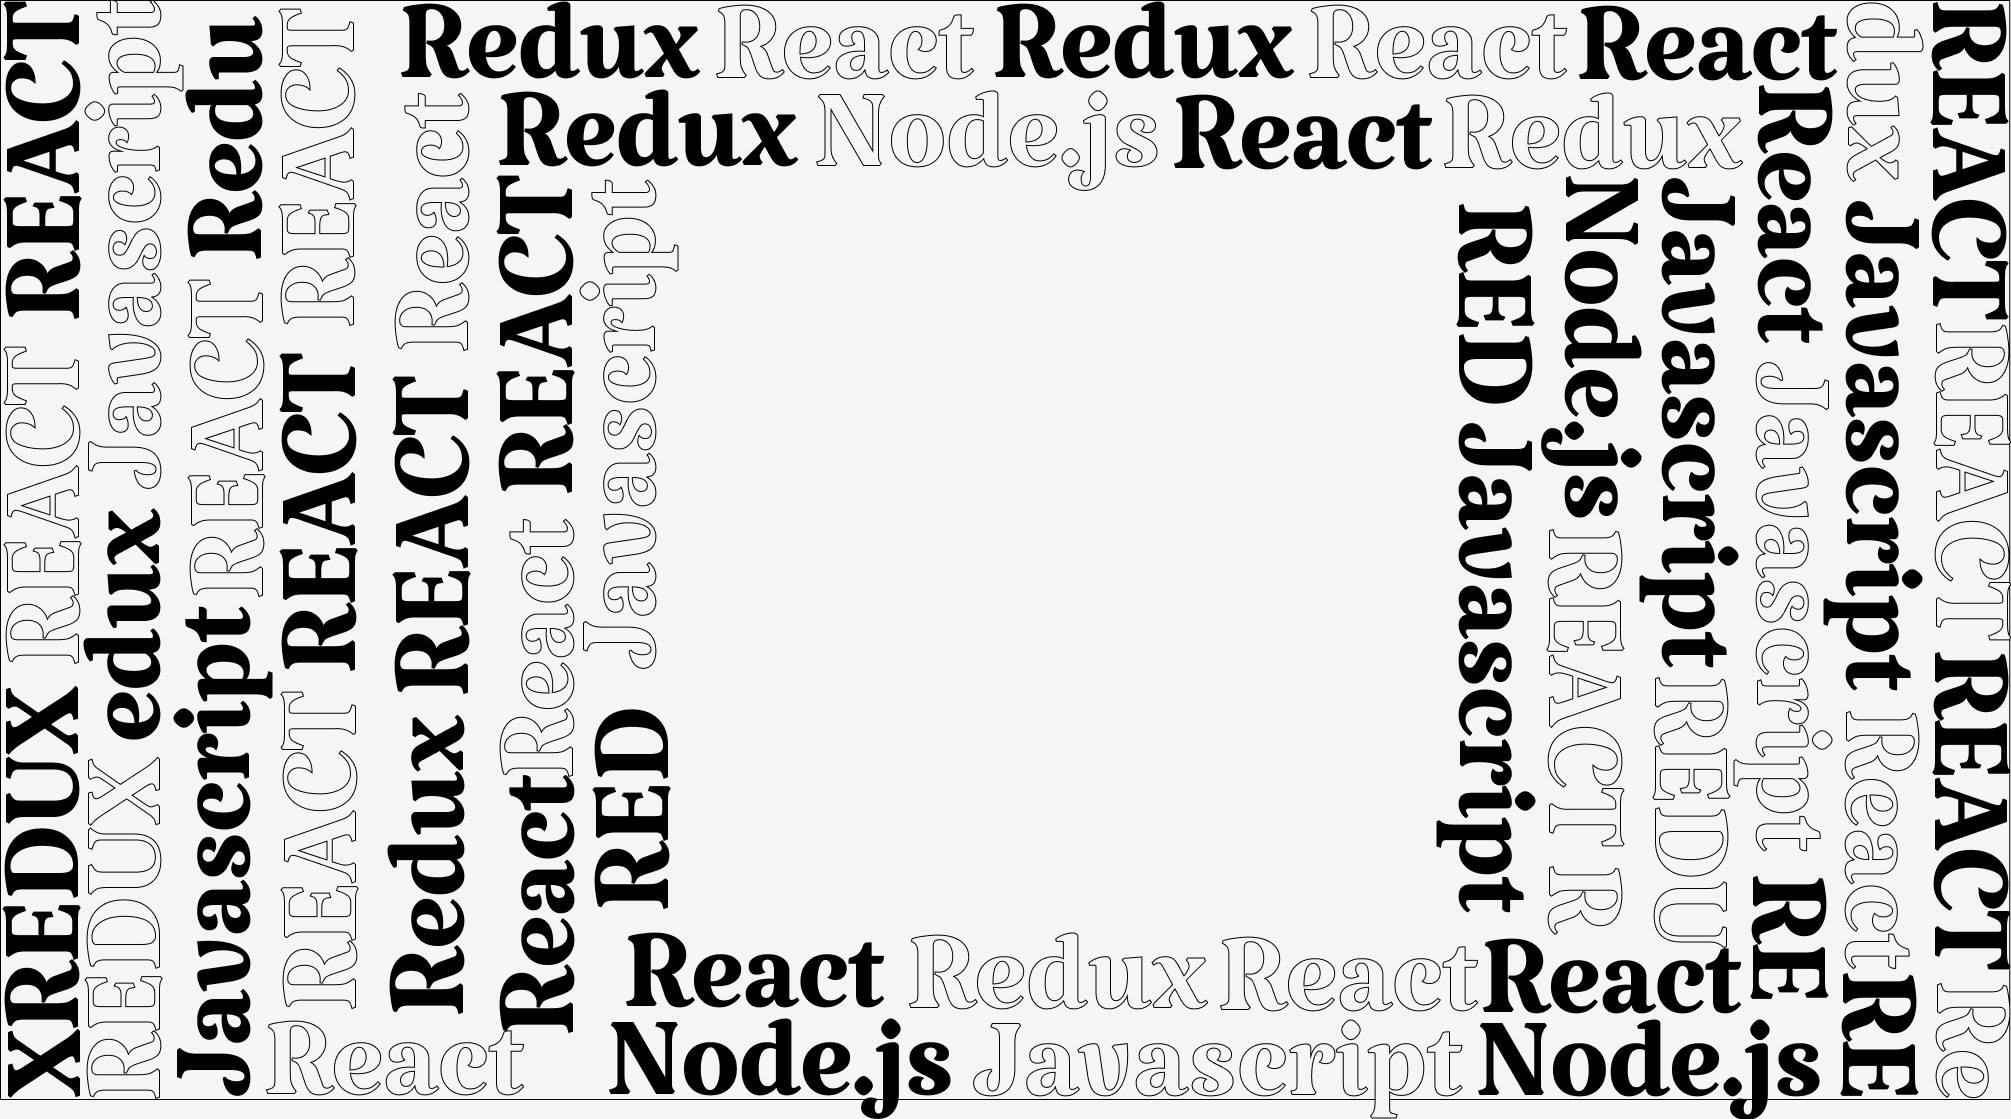 Redux React Redux React React
Redux Node.js React Redux
XREDUX REACT REACT
REDUX edux Javascript
Javascript REACT Redu
REACT REACT REACT
React
Redux REACT React
React React REACT
RED Javascript
RED Javascript
Node.js REACT R
Javascript REDU
React Javascript RE
dux Javascript React RE
REACT REACT REACT Re
React Redux React React
Node.js Javascript Node.js